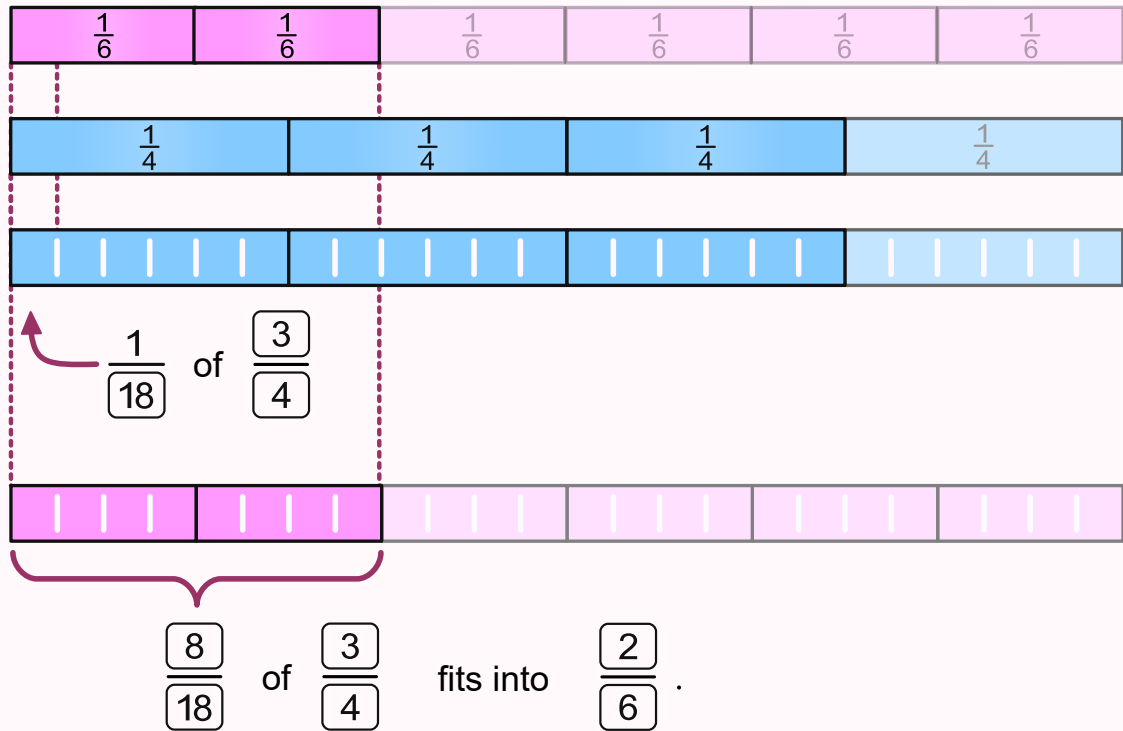 1/6 1/6 1/6 1/6 1/6 1/6
1/4 1/4 1/4 1/4
1/18 of 3/4
8/18 of 3/4 fits into 2/6 .